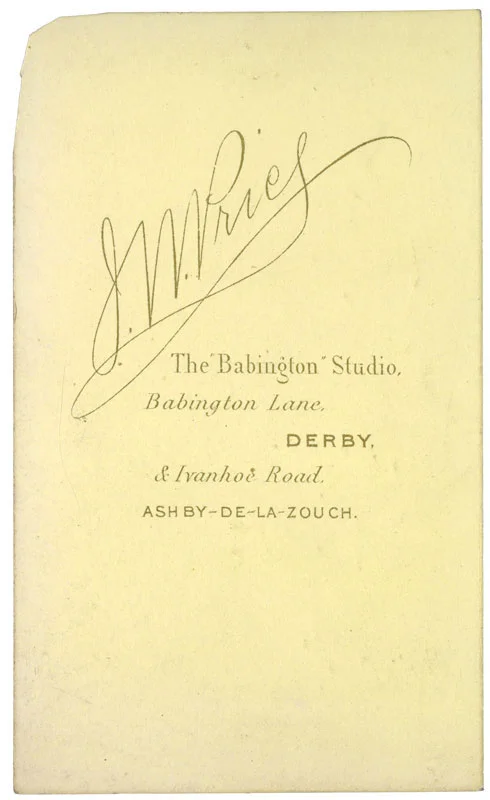 J. W. Price
The "Babington" Studio,
Babington Lane,
DERBY,
& Ivanhoe Road.
ASHBY-DE-LA-ZOUCH.